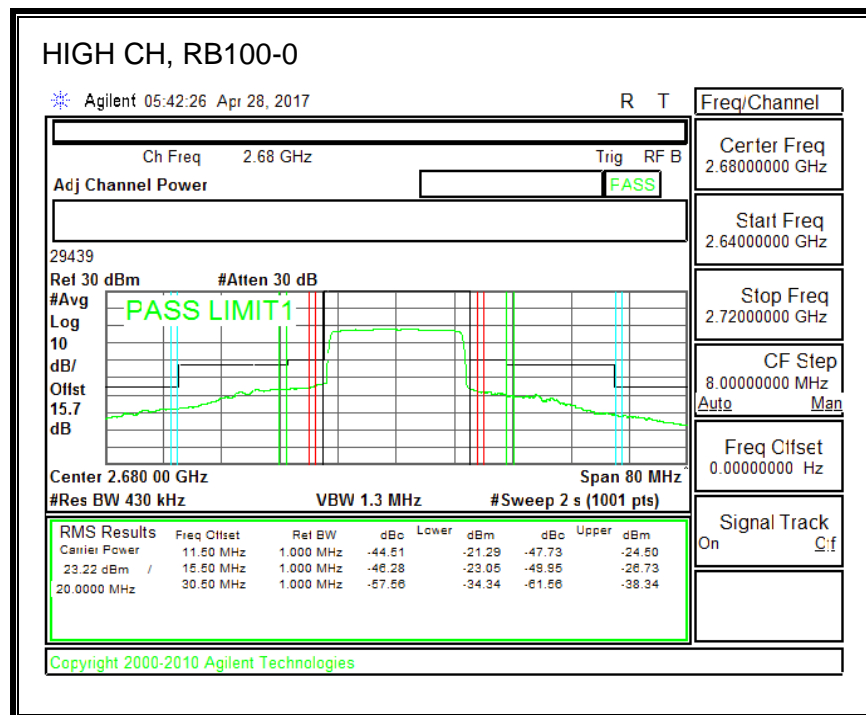 HIGH CH, RB100-0
Agilent 05:42:26 Apr 28, 2017 R T
Freq/Channel
Ch Freq 2.68 GHz Trig RF B
Adj Channel Power PASS
Center Freq
2.68000000 GHz
Start Freq
2.64000000 GHz
29439
Ref 30 dBm #Atten 30 dB
#Avg
Log
10
dB/
Offst
15.7
dB
PASS LIMIT1
Stop Freq
2.72000000 GHz
CF Step
8.00000000 MHz
Auto Man
Freq Offset
0.00000000 Hz
Center 2.680 00 GHz Span 80 MHz
#Res BW 430 kHz VBW 1.3 MHz #Sweep 2 s (1001 pts)
Signal Track
On Off
RMS Results Freq Offset Ref BW dBc Lower dBm dBc Upper dBm
Carrier Power 11.50 MHz 1.000 MHz -44.51 -21.29 -47.73 -24.50
23.22 dBm / 15.50 MHz 1.000 MHz -46.28 -23.05 -49.95 -26.73
20.0000 MHz 30.50 MHz 1.000 MHz -57.56 -34.34 -61.56 -38.34
Copyright 2000-2010 Agilent Technologies